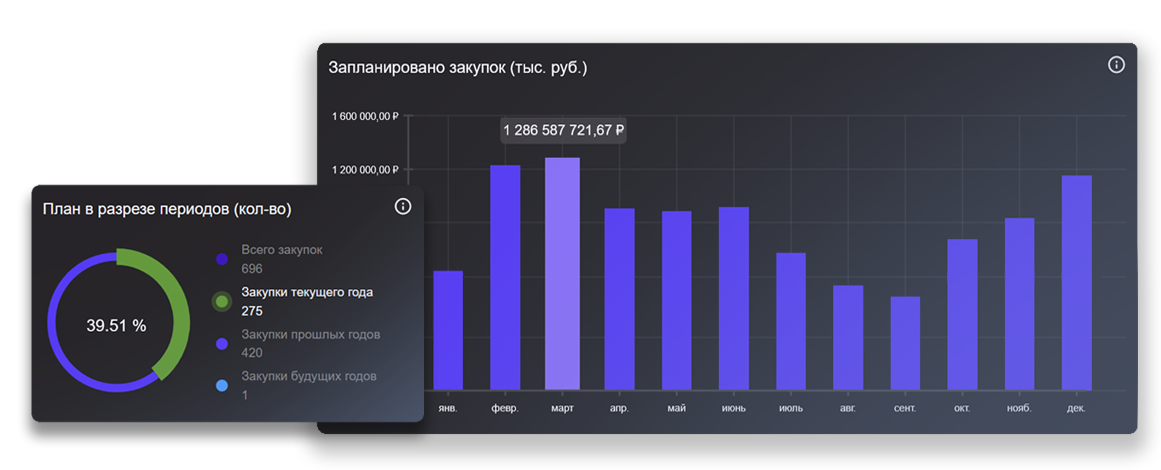 Запланировано закупок (тыс. руб.)
1 600 000,00 ₽
1 286 587 721,67 ₽
1 200 000,00 ₽
янв. февр. март апр. май июнь июль авг. сент. окт. нояб. дек.
План в разрезе периодов (кол-во)
39.51 %
Всего закупок
696
Закупки текущего года
275
Закупки прошлых годов
420
Закупки будущих годов
1